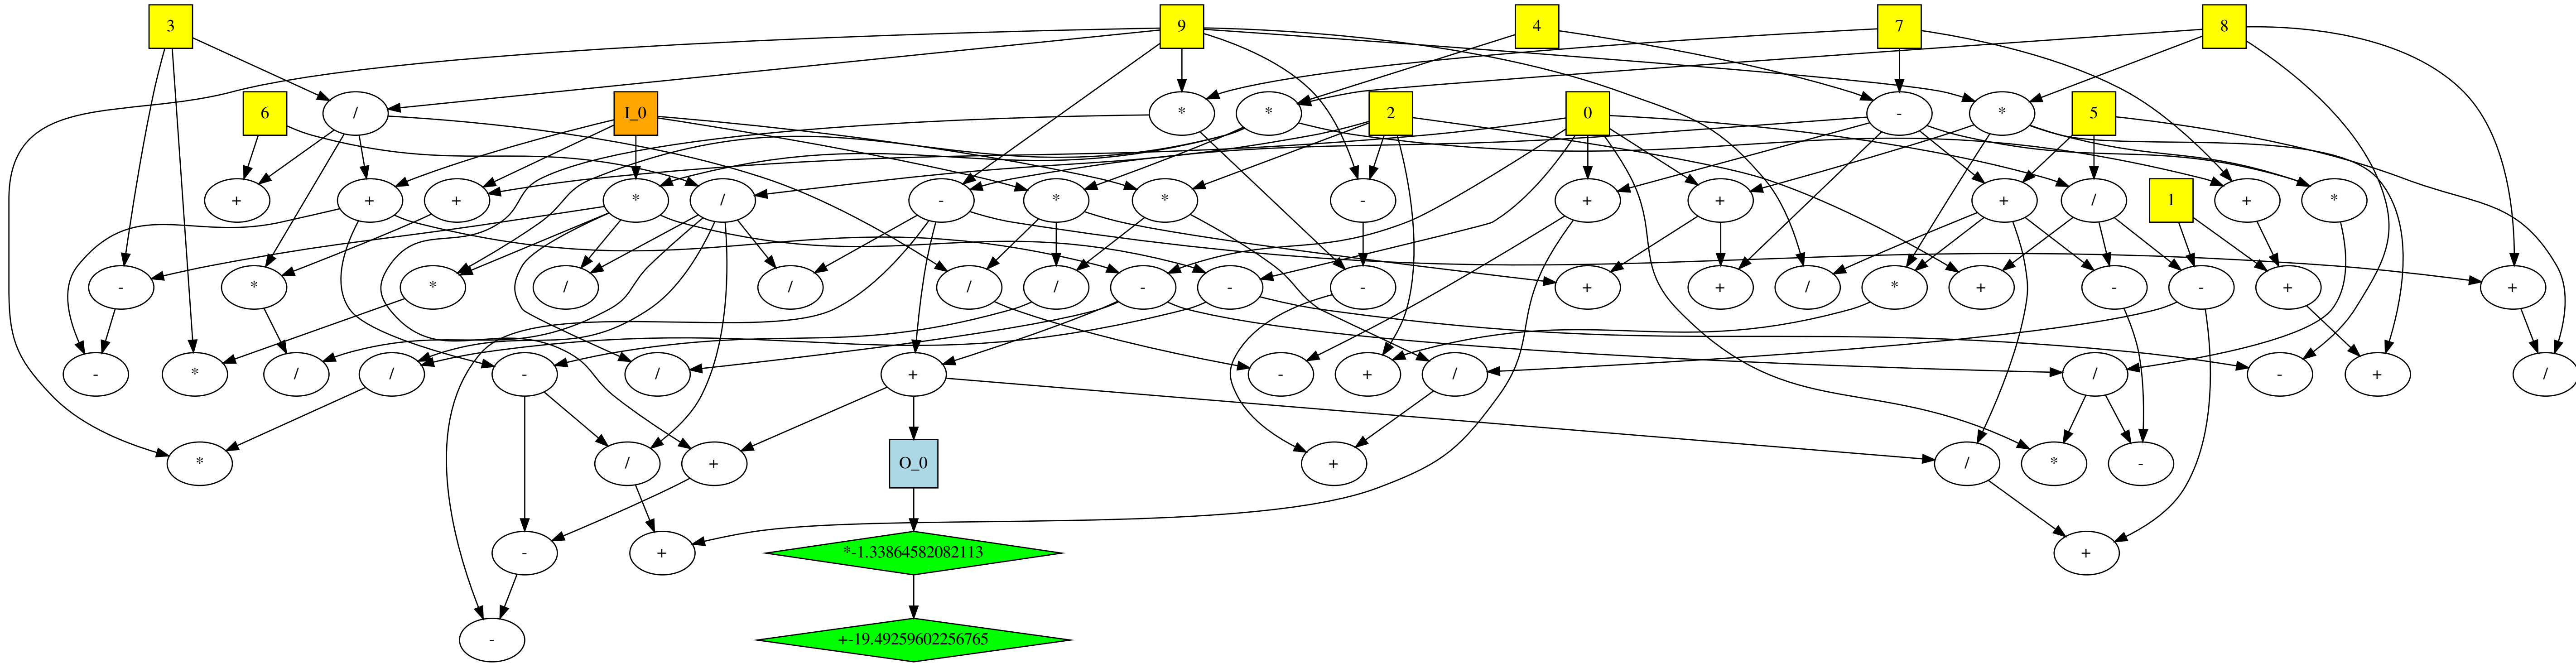 3 9 4 7 8
6 / I_0 * * 2 0 - * 5
+ + + * / - * * - + + + / 1 + *
- * * / / / / - - - + + / * + - - + +
- * / / - / + - + / / - + /
* / + O_0 + / * -
- + *-1.33864582082113 +
- +-19.49259602256765